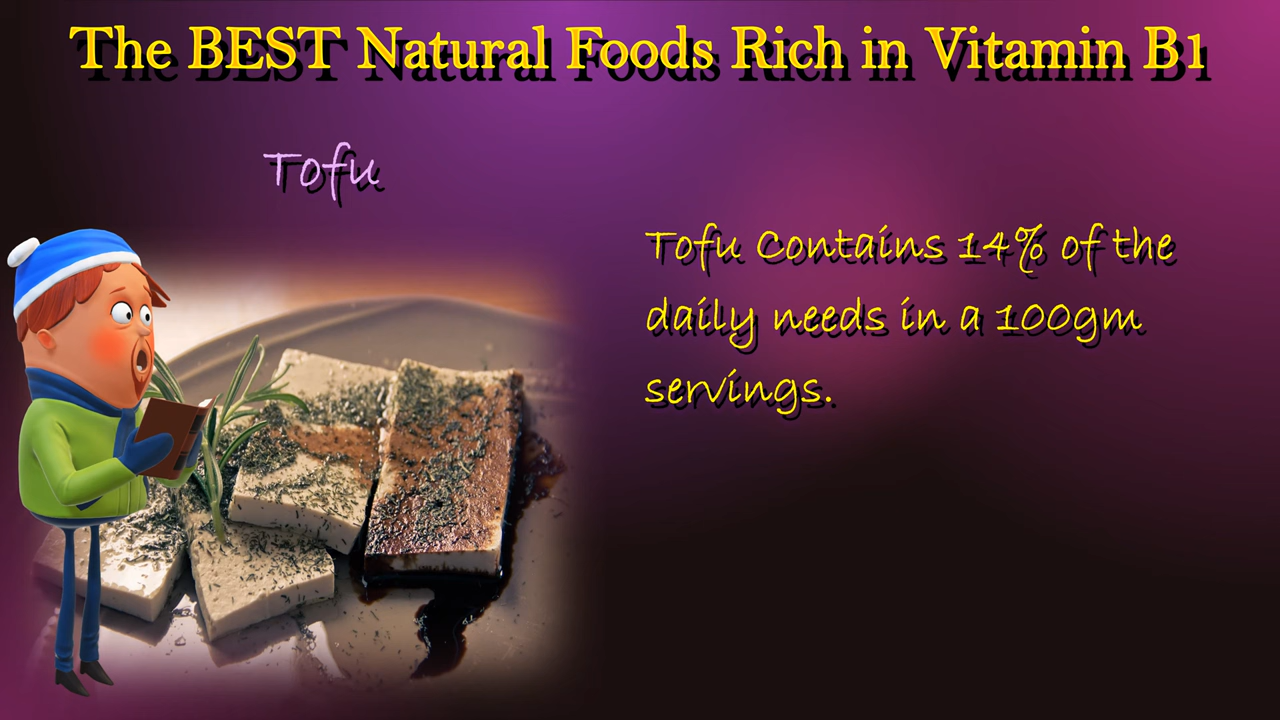 The BEST Natural Foods Rich in Vitamin B1
Tofu
Tofu Contains 14% of the
daily needs in a 100gm
servings.